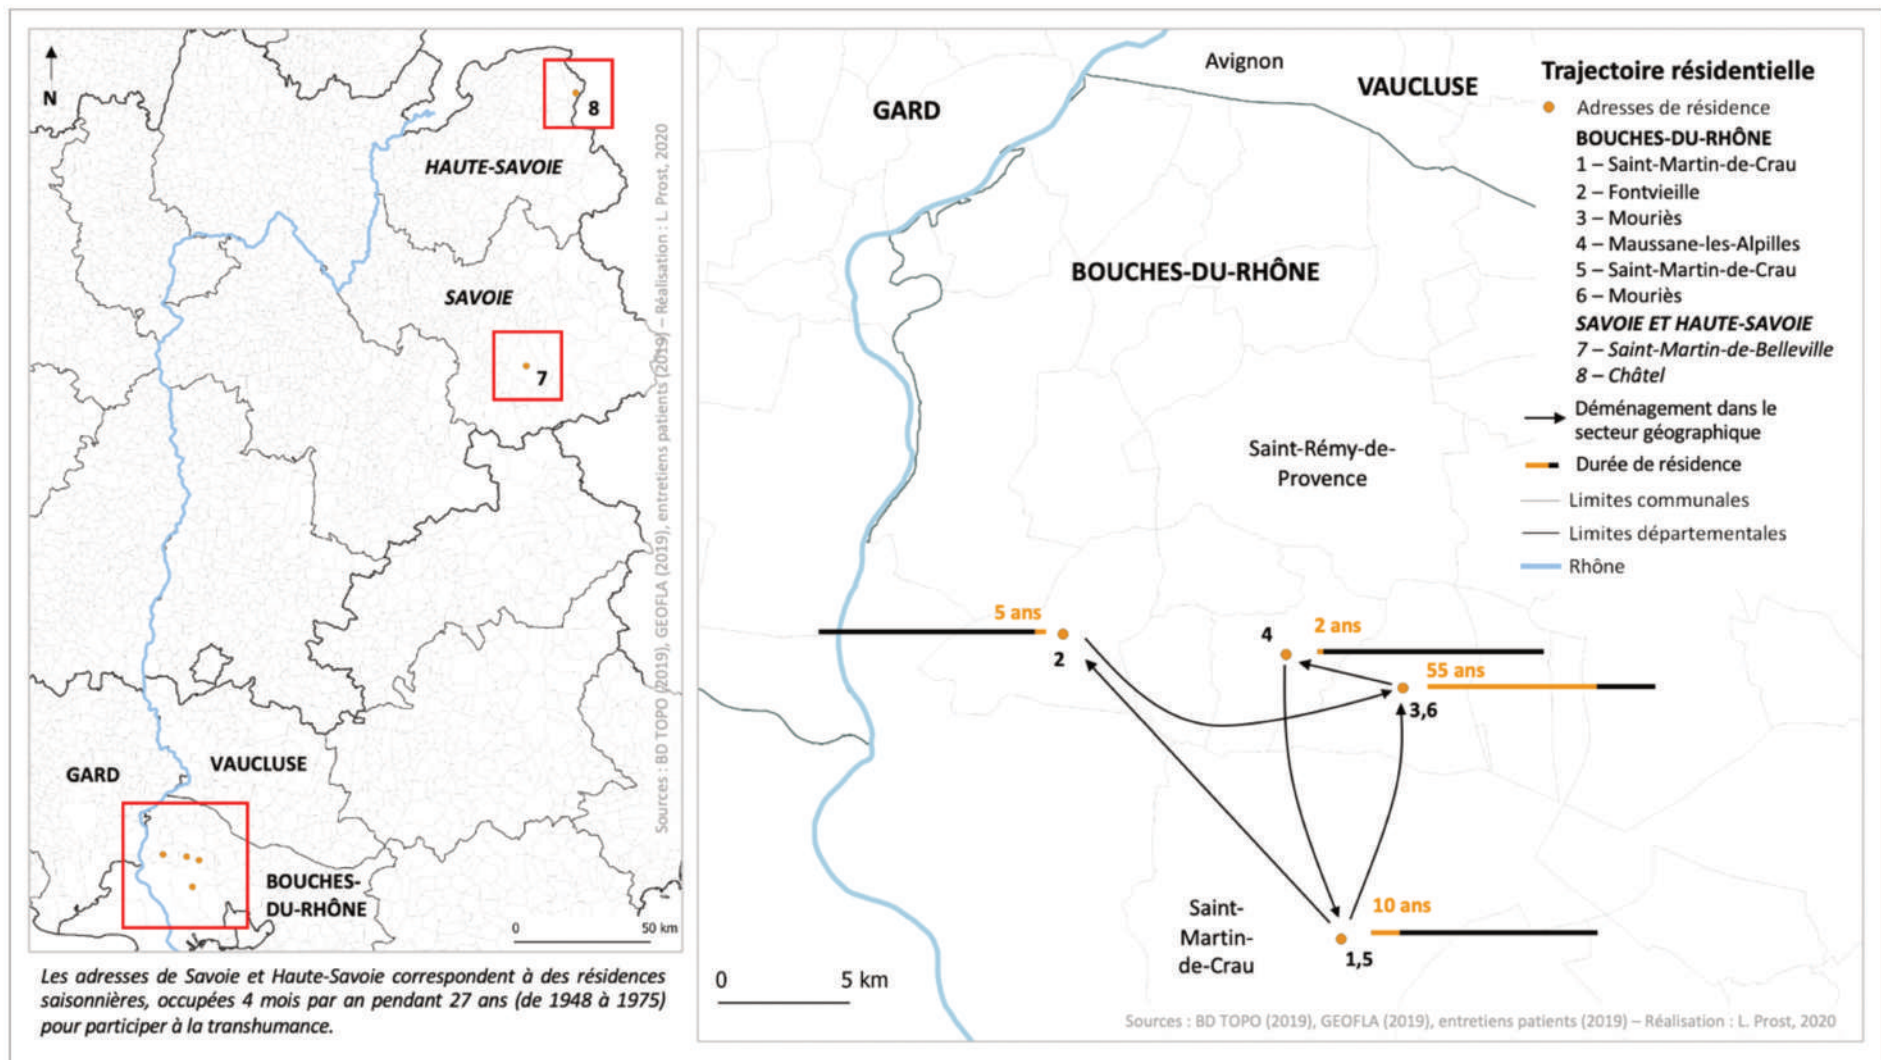 N
8
HAUTE-SAVOIE
SAVOIE
7
GARD
VAUCLUSE
BOUCHES-
DU-RHÔNE
0
50 km
Sources : BD TOPO (2019), GEOFLA (2019), entretiens patients (2019) – Réalisation : L. Prost, 2020
Les adresses de Savoie et Haute-Savoie correspondent à des résidences
saisonnières, occupées 4 mois par an pendant 27 ans (de 1948 à 1975)
pour participer à la transhumance.
Avignon
GARD
VAUCLUSE
BOUCHES-DU-RHÔNE
Saint-Rémy-de-
Provence
5 ans
2
4
2 ans
55 ans
3,6
10 ans
Saint-
Martin-
de-Crau
1,5
0
5 km
Trajectoire résidentielle
Adresses de résidence
BOUCHES-DU-RHÔNE
1 – Saint-Martin-de-Crau
2 – Fontvieille
3 – Mouriès
4 – Maussane-les-Alpilles
5 – Saint-Martin-de-Crau
6 – Mouriès
SAVOIE ET HAUTE-SAVOIE
7 – Saint-Martin-de-Belleville
8 – Châtel
Déménagement dans le
secteur géographique
Durée de résidence
Limites communales
Limites départementales
Rhône
Sources : BD TOPO (2019), GEOFLA (2019), entretiens patients (2019) – Réalisation : L. Prost, 2020